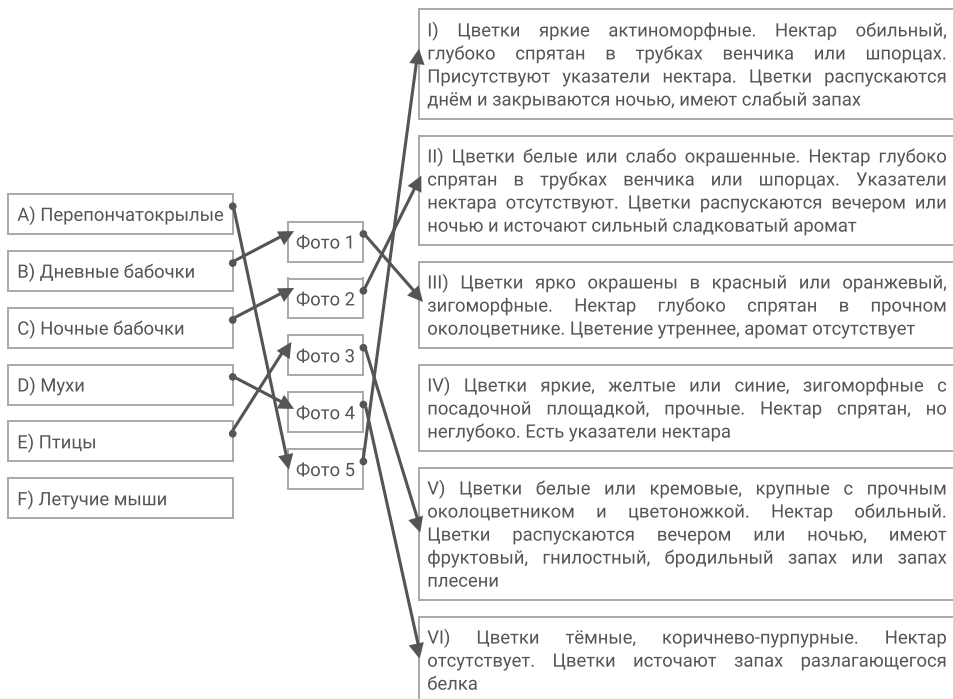 A) Перепончатокрылые
B) Дневные бабочки
C) Ночные бабочки
D) Мухи
E) Птицы
F) Летучие мыши
Фото 1
Фото 2
Фото 3
Фото 4
Фото 5
I) Цветки яркие актиноморфные. Нектар обильный,
глубоко спрятан в трубках венчика или шпорцах.
Присутствуют указатели нектара. Цветки распускаются
днём и закрываются ночью, имеют слабый запах
II) Цветки белые или слабо окрашенные. Нектар глубоко
спрятан в трубках венчика или шпорцах. Указатели
нектара отсутствуют. Цветки распускаются вечером или
ночью и источают сильный сладковатый аромат
III) Цветки ярко окрашены в красный или оранжевый,
зигоморфные. Нектар глубоко спрятан в прочном
околоцветнике. Цветение утреннее, аромат отсутствует
IV) Цветки яркие, желтые или синие, зигоморфные с
посадочной площадкой, прочные. Нектар спрятан, но
неглубоко. Есть указатели нектара
V) Цветки белые или кремовые, крупные с прочным
околоцветником и цветоножкой. Нектар обильный.
Цветки распускаются вечером или ночью, имеют
фруктовый, гнилостный, бродильный запах или запах
плесени
VI) Цветки тёмные, коричнево-пурпурные. Нектар
отсутствует. Цветки источают запах разлагающегося
белка